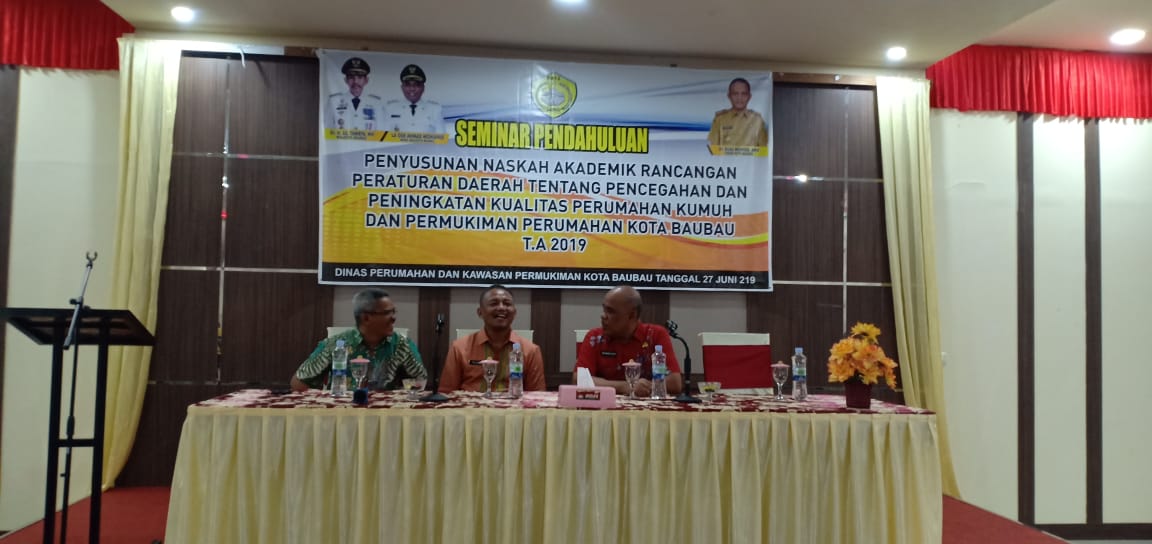 SEMINAR PENDAHULUAN
PENYUSUNAN NASKAH AKADEMIK RANCANGAN
PERATURAN DAERAH TENTANG PENCEGAHAN DAN
PENINGKATAN KUALITAS PERUMAHAN KUMUH
DAN PERMUKIMAN PERUMAHAN KOTA BAUBAU
T.A 2019
DINAS PERUMAHAN DAN KAWASAN PERMUKIMAN KOTA BAUBAU TANGGAL 27 JUNI 219